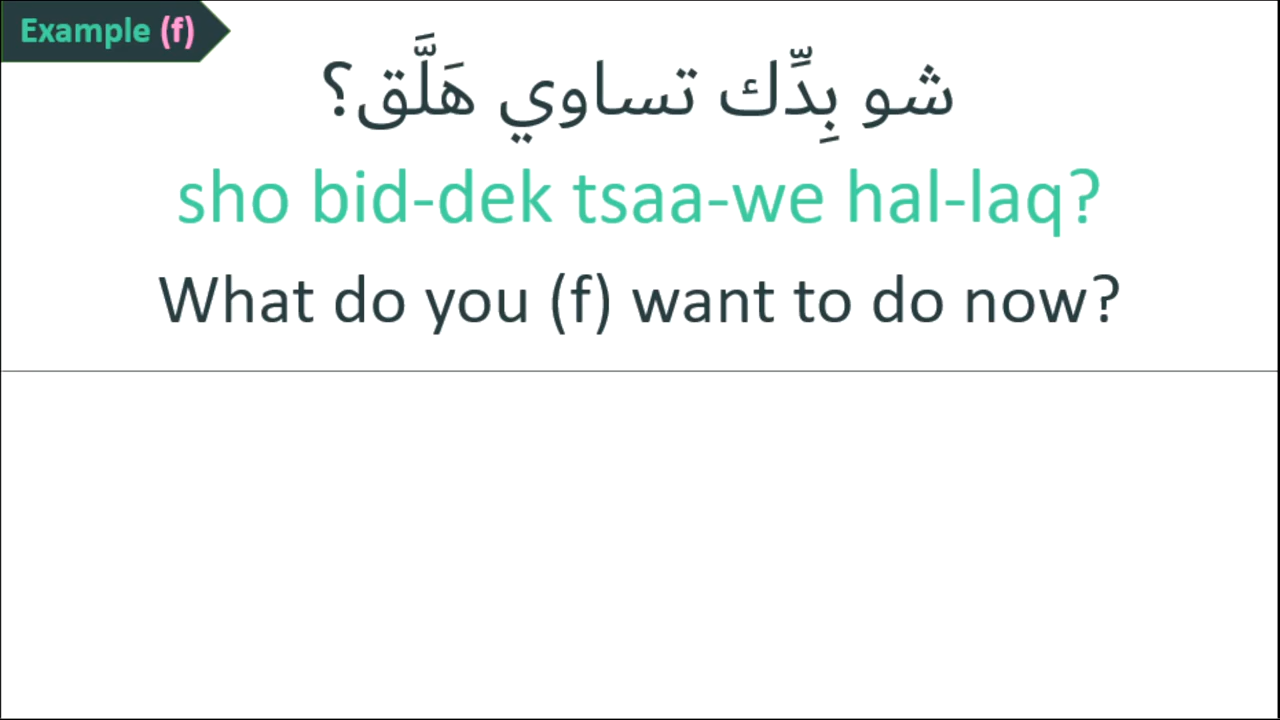 Example (f)
شو بِدِّك تساوي هَلَّق؟
sho bid-dek tsaa-we hal-laq?
What do you (f) want to do now?